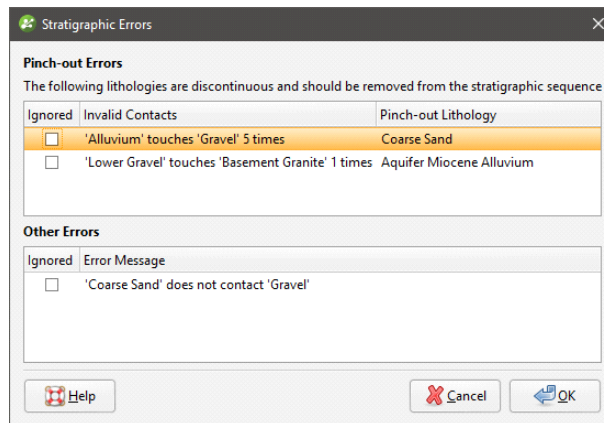 Stratigraphic Errors
Pinch-out Errors
The following lithologies are discontinuous and should be removed from the stratigraphic sequence
Ignored Invalid Contacts Pinch-out Lithology
'Alluvium' touches 'Gravel' 5 times Coarse Sand
'Lower Gravel' touches 'Basement Granite' 1 times Aquifer Miocene Alluvium
Other Errors
Ignored Error Message
'Coarse Sand' does not contact 'Gravel'
Help Cancel OK